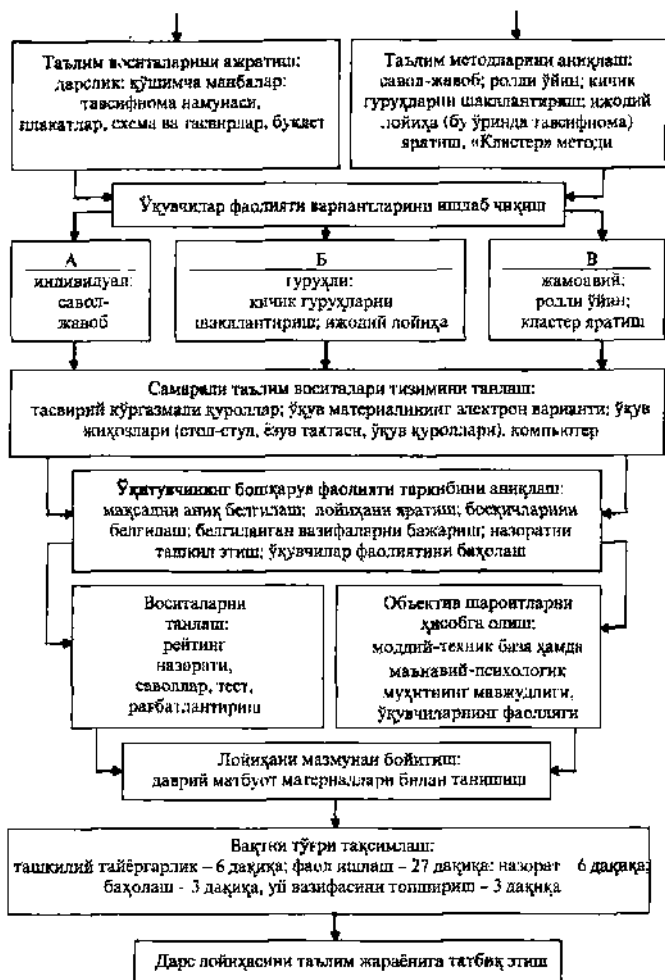 Таълим воситаларини ажратиш:
дарслик; қўшимча манбалар:
тавсифнома намунаси,
плакатлар, схема ва тасвирлар, буклет
Таълим методларини аниқлаш:
савол-жавоб; ролли ўйин; кичик
гуруҳларни шакллантириш; ижодий
лойиҳа (бу ўринда тавсифнома)
яратиш, «Кластер» методи
Ўқувчилар фаолияти вариантларини ишлаб чиқиш
А
индивидуал:
савол-
жавоб
Б
гуруҳли:
кичик гуруҳларни
шакллантириш; ижодий лойиҳа
В
жамоавий;
ролли ўйин;
кластер яратиш
Самарали таълим воситалари тизимини танлаш:
тасвирий кўргазмали қуроллар; ўқув материалининг электрон варианти; ўқув
жиҳозлари (стол-стул, ёзув тахтаси, ўқув қуроллари), компьютер
Ўқитувчининг бошқарув фаолияти таркибини аниқлаш:
мақсадни аниқ белгилаш; лойиҳани яратиш; босқичларини
белгилаш; белгиланган вазифаларни бажариш; назоратни
ташкил этиш; ўқувчилар фаолиятини баҳолаш
Воситаларни
танлаш:
рейтинг
назорати,
саволлар, тест,
рағбатлантириш
Объектив шароитларни
ҳисобга олиш:
моддий-техник база ҳамда
маънавий-психологик
муҳитнинг мавжудлиги,
ўқувчиларнинг фаоллиги
Лойиҳани мазмунан бойитиш:
даврий матбуот материаллари билан танишиш
Вақтни тўғри тақсимлаш:
ташкилий тайёргарлик – 6 дақиқа; фаол ишлаш – 27 дақиқа; назорат – 6 дақиқа;
баҳолаш - 3 дақиқа, уй вазифасини топшириш – 3 дақиқа
Дарс лойиҳасини таълим жараёнига татбиқ этиш